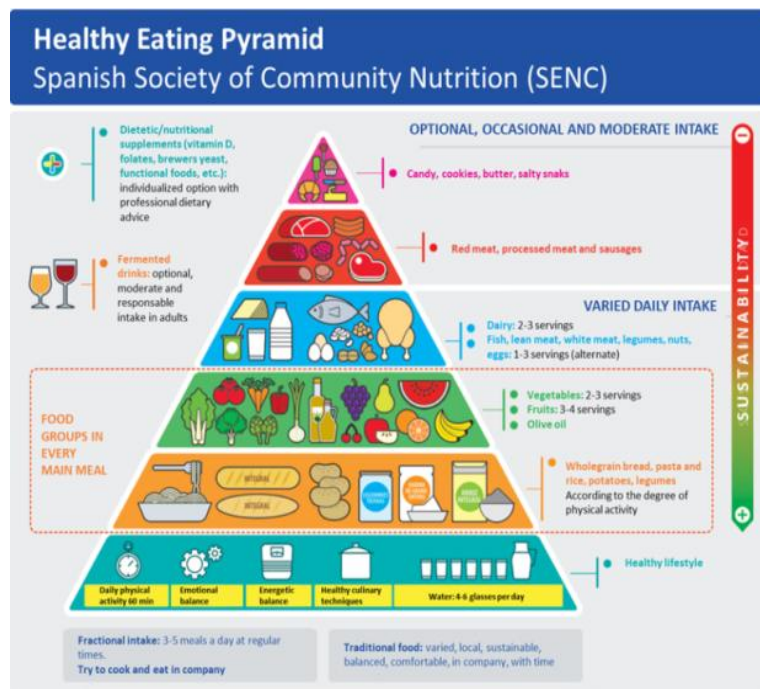 Healthy Eating Pyramid
Spanish Society of Community Nutrition (SENC)
Dietetic/nutritional
supplements (vitamin D,
folates, brewers yeast,
functional foods, etc.):
individualized option with
professional dietary
advice
OPTIONAL, OCCASIONAL AND MODERATE INTAKE
Candy, cookies, butter, salty snaks
Red meat, processed meat and sausages
Fermented
drinks: optional,
moderate and
responsible
intake in adults
VARIED DAILY INTAKE
Dairy: 2-3 servings
Fish, lean meat, white meat, legumes, nuts,
eggs: 1-3 servings (alternate)
SUSTAINABILITY
FOOD
GROUPS IN
EVERY
MAIN MEAL
Vegetables: 2-3 servings
Fruits: 3-4 servings
Olive oil
INTEGRAL
INTEGRAL
Wholegrain bread, pasta and
rice, potatoes, legumes
According to the degree of
physical activity
Healthy lifestyle
Daily physical
activity 60 min
Emotional
balance
Energetic
balance
Healthy culinary
techniques
Water: 4-6 glasses per day
Fractional intake: 3-5 meals a day at regular
times.
Try to cook and eat in company
Traditional food: varied, local, sustainable,
balanced, comfortable, in company, with time